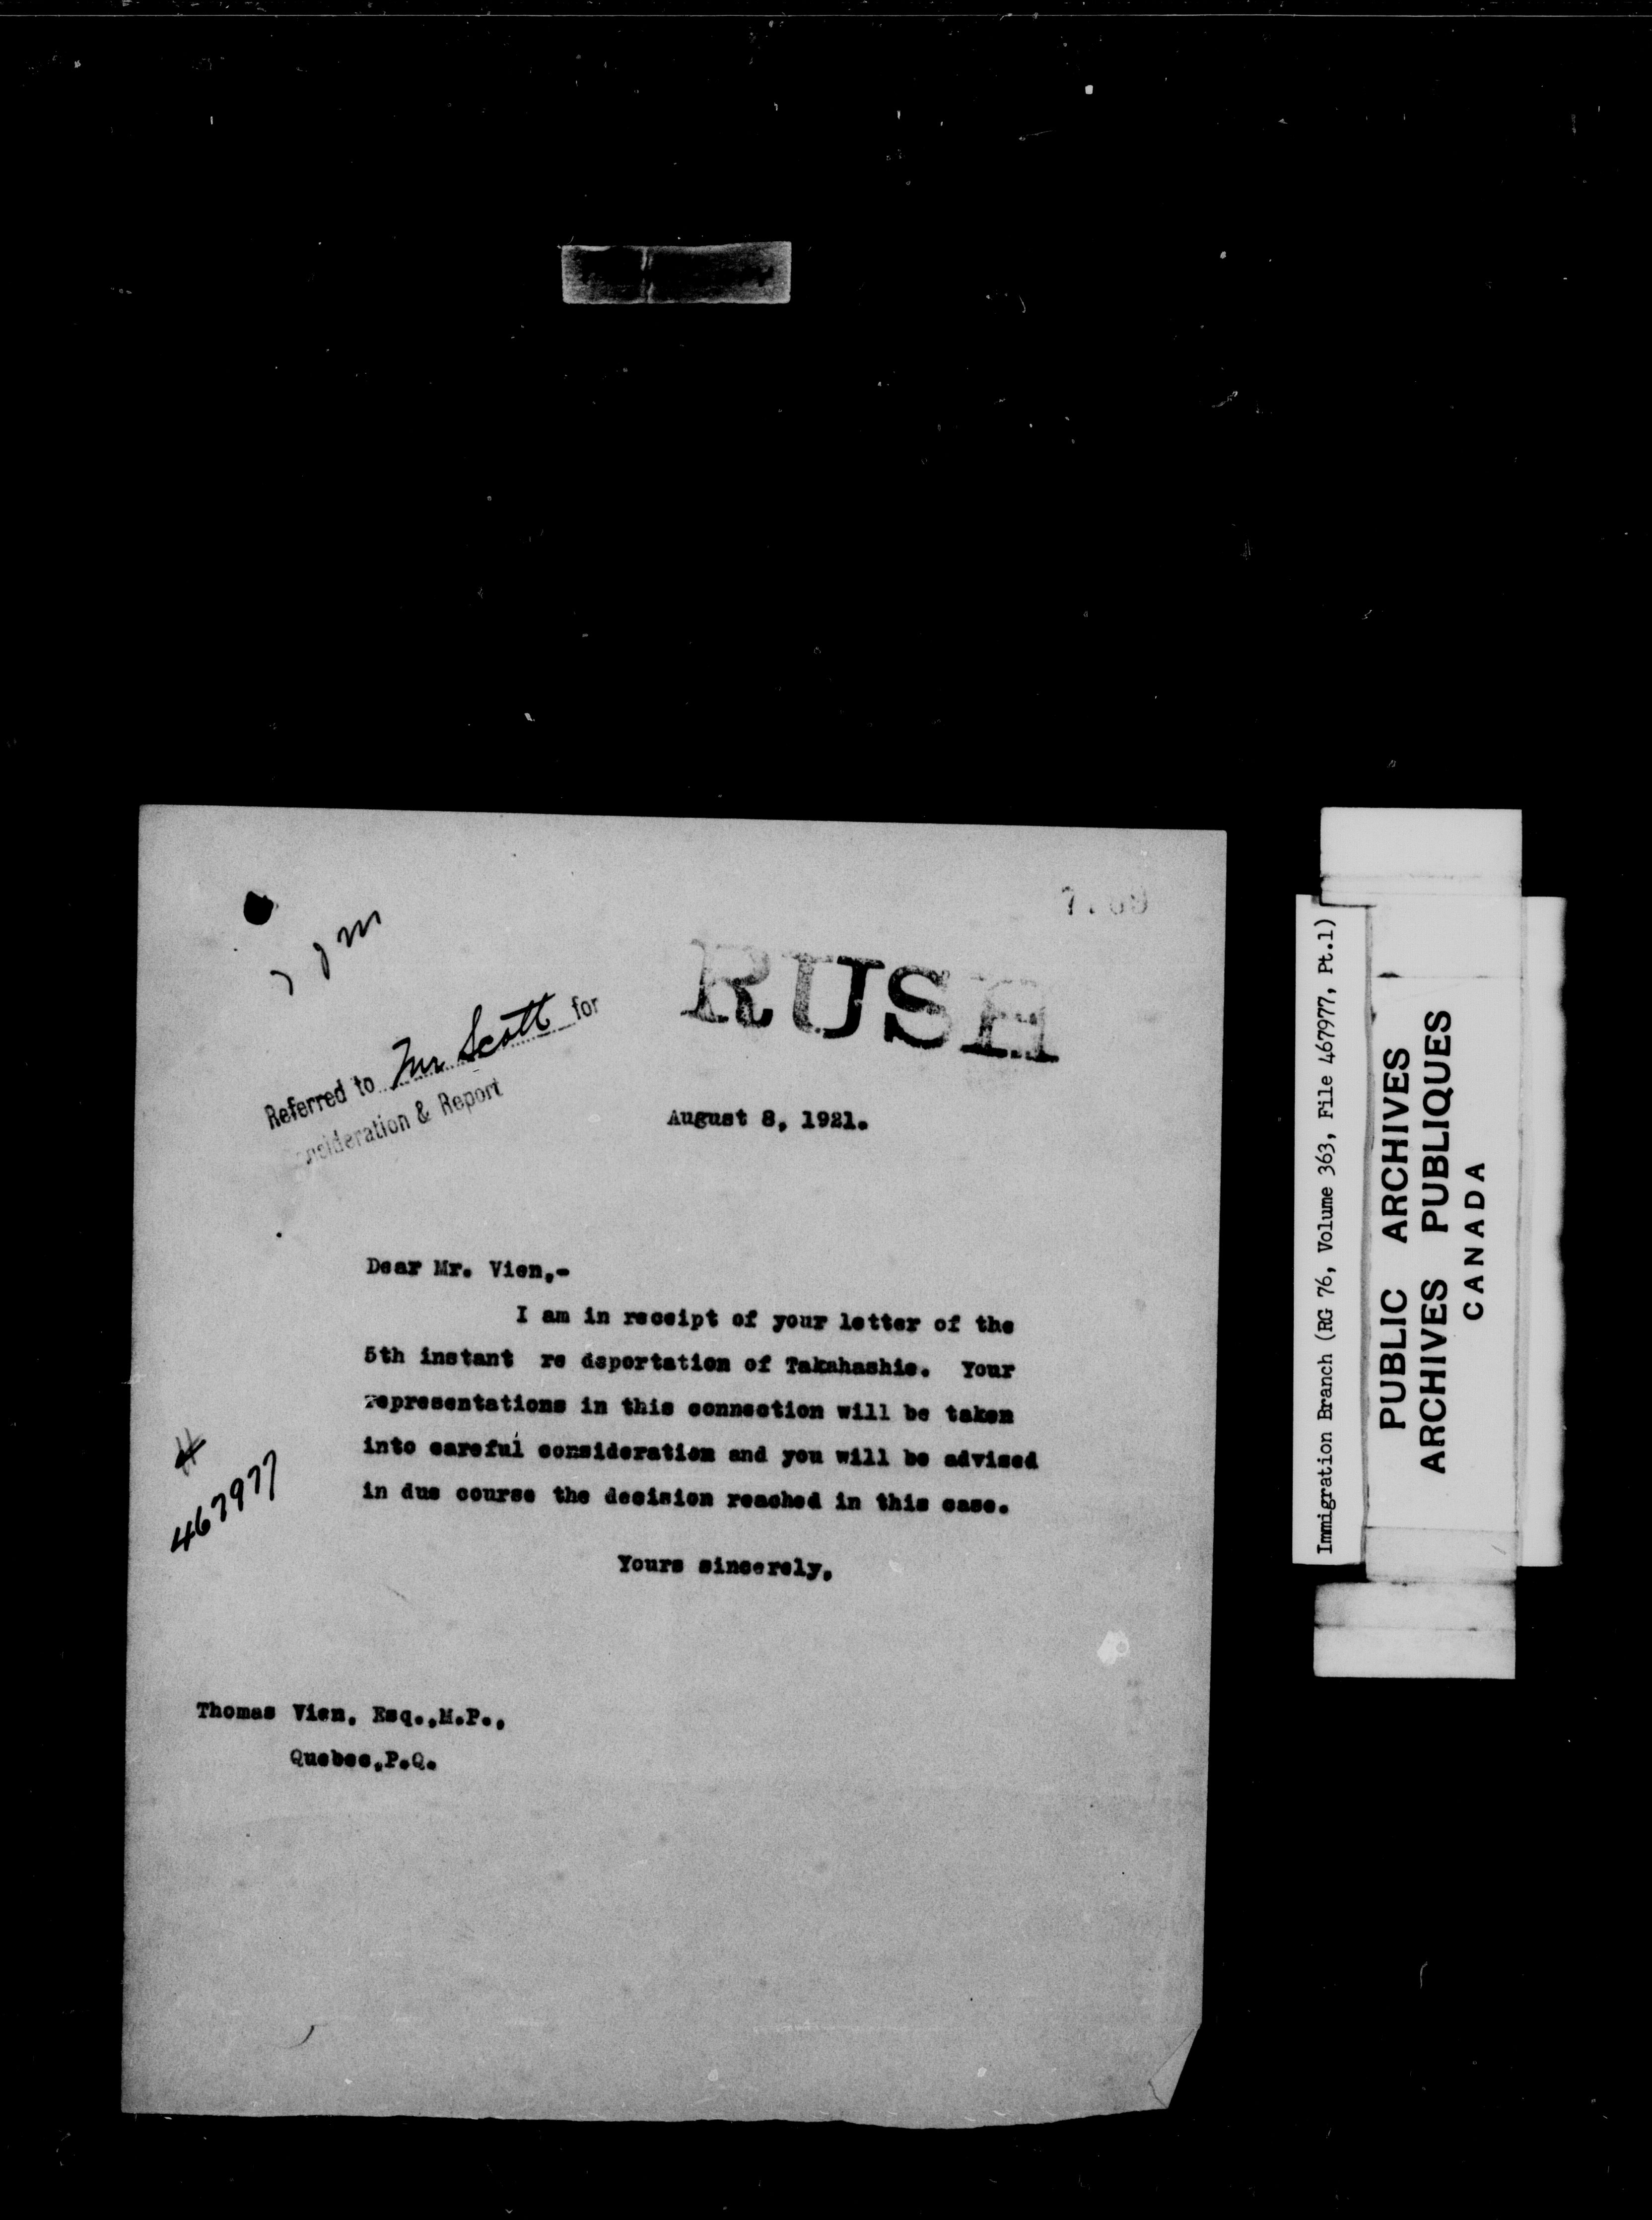 RUSH
Referred to Mr Scott for
Consideration & Report
August 8, 1921.
Dear Mr. Vien,-
I am in receipt of your letter of the
5th instant re deportation of Takahashie. Your
representations in this connection will be taken
into careful consideration and you will be advised
in due course the decision reached in this case.
Yours sincerely,
467977
Thomas Vien, Esq.,M.P.,
Quebec,P.Q.
Immigration Branch (RG 76, Volume 363, File 467977, Pt.1)
PUBLIC ARCHIVES
ARCHIVES PUBLIQUES
CANADA